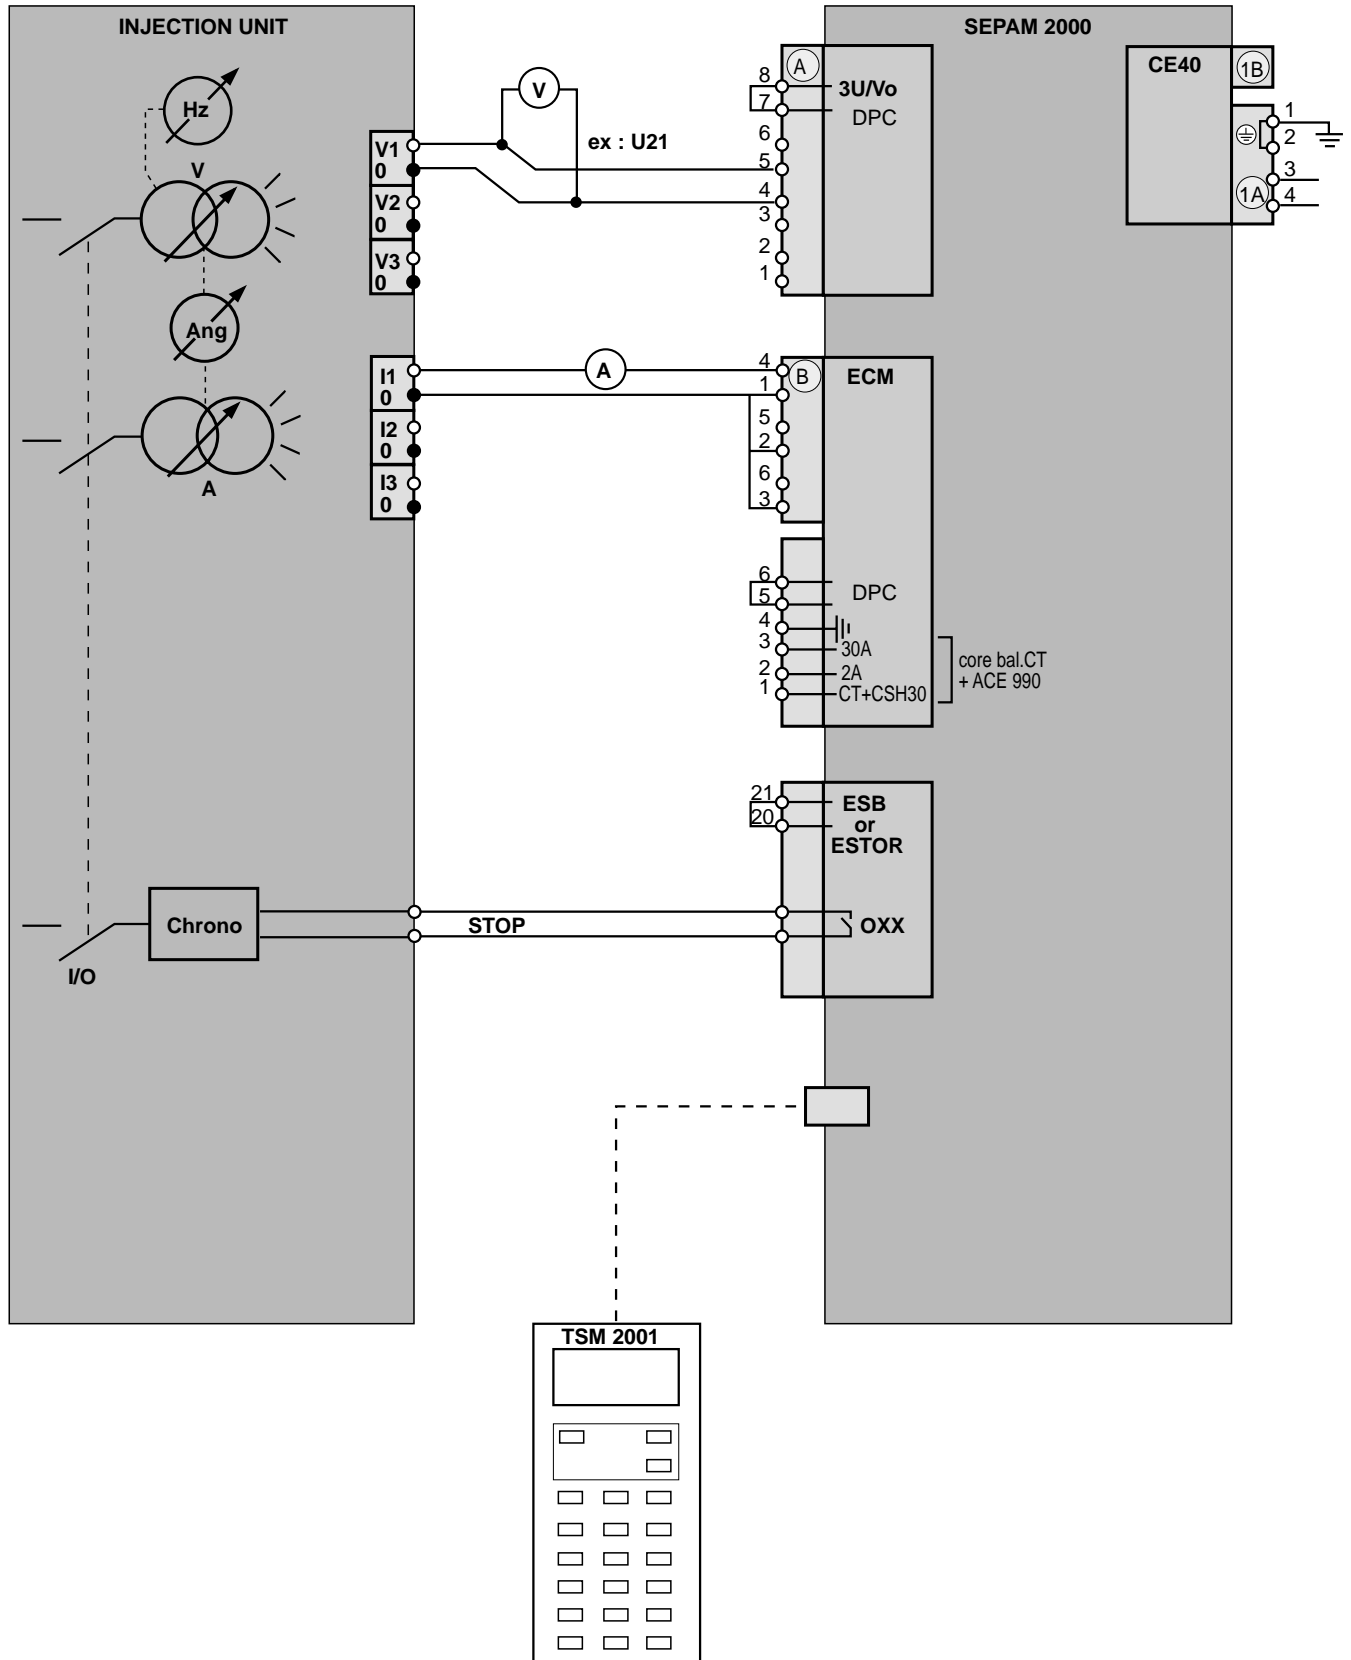 INJECTION UNIT
Hz
V
Ang
A
V1
0
V2
0
V3
0
I1
0
I2
0
I3
0
Chrono
I/O
V
ex : U21
A
STOP
SEPAM 2000
8
7
6
5
4
3
2
1
A
3U/Vo
DPC
CE40
1B
1
2
3
4
1A
4
1
5
2
6
3
B
ECM
6
5
4
3
2
1
DPC
30A
2A
CT+CSH30
core bal.CT
+ ACE 990
21
20
ESB
or
ESTOR
OXX
TSM 2001